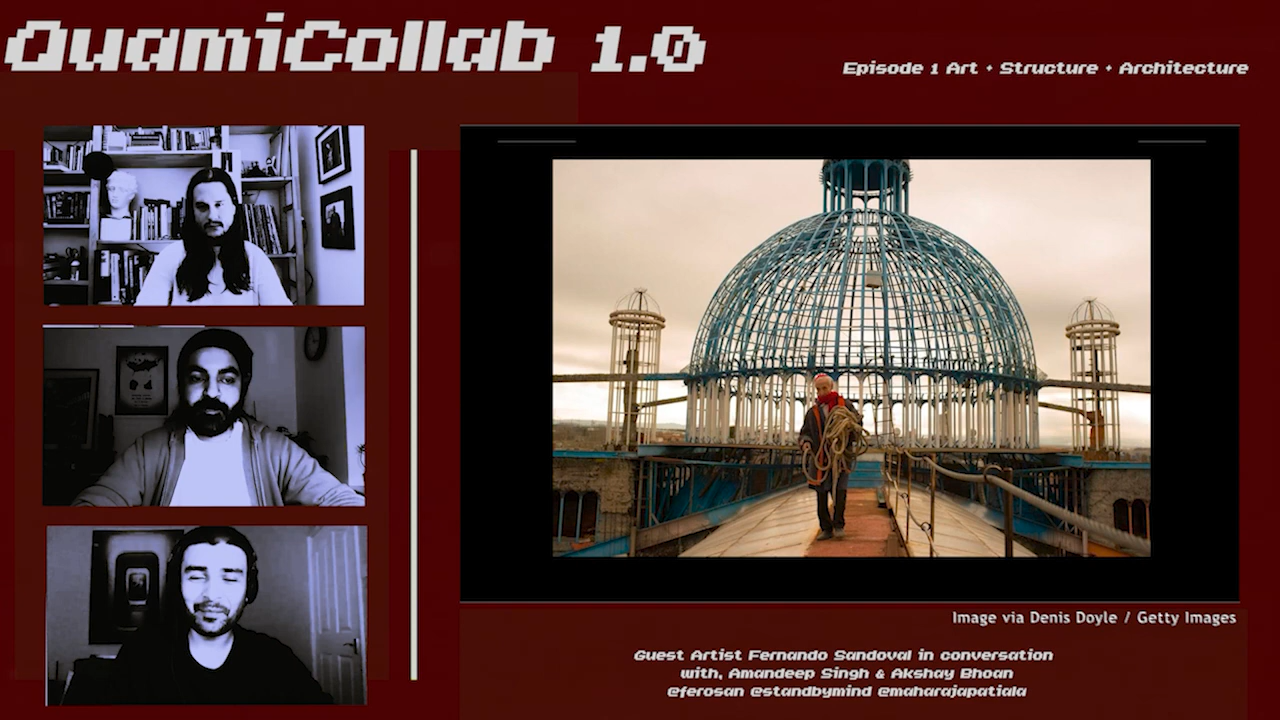 QuamiCollab 1.0
Episode 1 Art + Structure + Architecture
Image via Denis Doyle / Getty Images
Guest Artist Fernando Sandoval in conversation
with, Amandeep Singh & Akshay Bhoan
@ferosan @standbymind @maharajapatiala